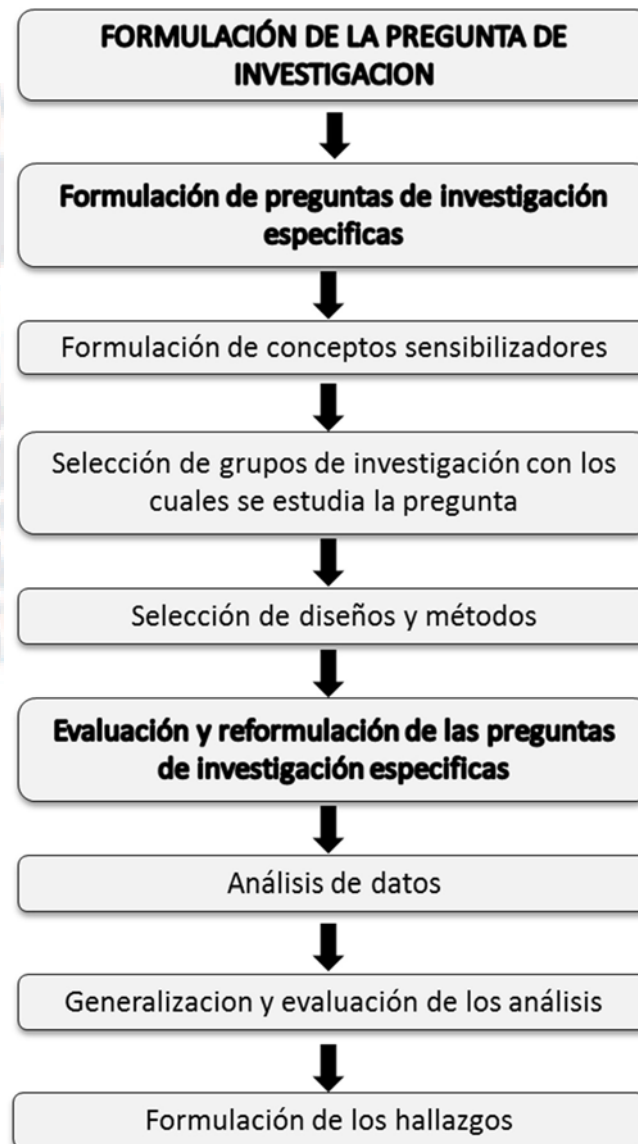 FORMULACIÓN DE LA PREGUNTA DE
INVESTIGACION
Formulación de preguntas de investigación
especificas
Formulación de conceptos sensibilizadores
Selección de grupos de investigación con los
cuales se estudia la pregunta
Selección de diseños y métodos
Evaluación y reformulación de las preguntas
de investigación especificas
Análisis de datos
Generalizacion y evaluación de los análisis
Formulación de los hallazgos